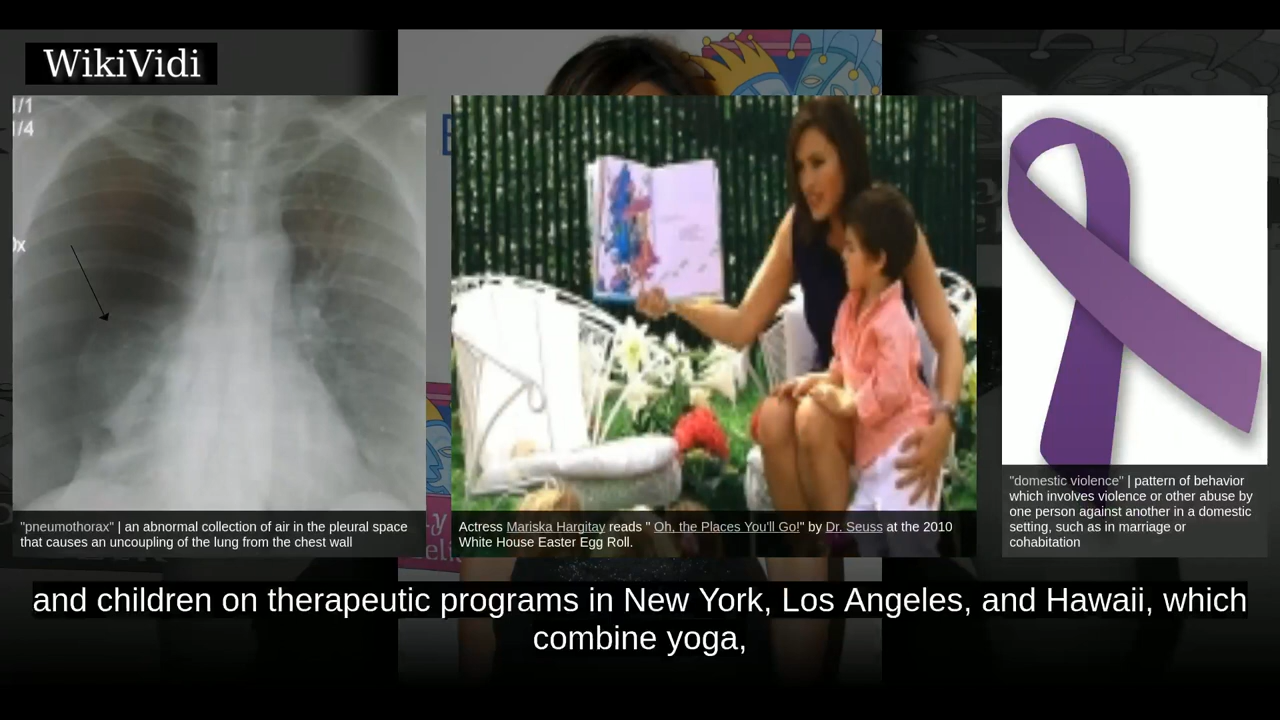 WikiVidi
1/1
1/4
"pneumothorax" | an abnormal collection of air in the pleural space
that causes an uncoupling of the lung from the chest wall
Actress Mariska Hargitay reads " Oh, the Places You'll Go!" by Dr. Seuss at the 2010
White House Easter Egg Roll.
"domestic violence" | pattern of behavior
which involves violence or other abuse by
one person against another in a domestic
setting, such as in marriage or
cohabitation
and children on therapeutic programs in New York, Los Angeles, and Hawaii, which
combine yoga,